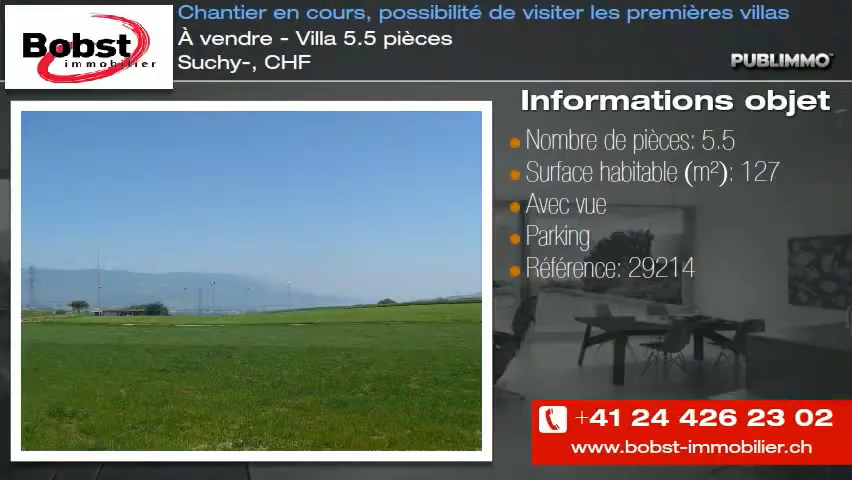 Bobst
immobilier
Chantier en cours, possibilité de visiter les premières villas
À vendre - Villa 5.5 pièces
Suchy-, CHF
PUBLIMMO™
Informations objet
Nombre de pièces: 5.5
Surface habitable (m²): 127
Avec vue
Parking
Référence: 29214
+41 24 426 23 02
www.bobst-immobilier.ch